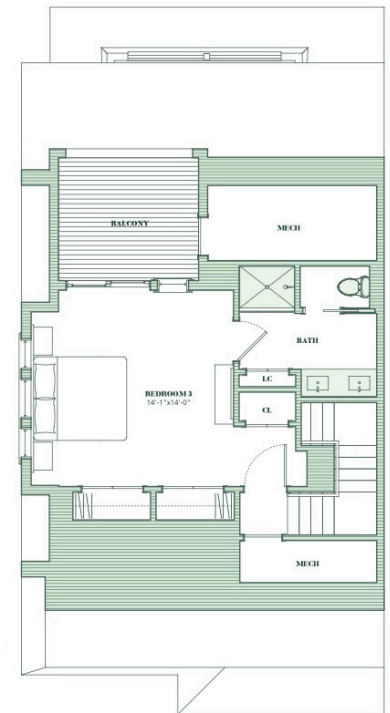 BALCONY
MECH
BATH
LC
BEDROOM 3
14'-1"x14'-0"
CL
MECH